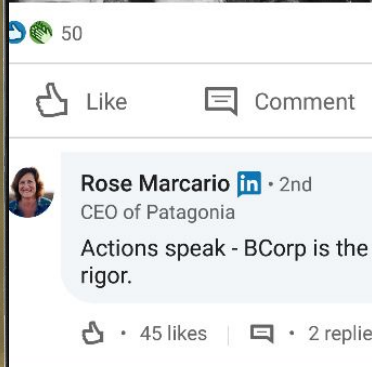 50
Like Comment
Rose Marcario in • 2nd
CEO of Patagonia
Actions speak - BCorp is the
rigor.
• 45 likes | • 2 replie